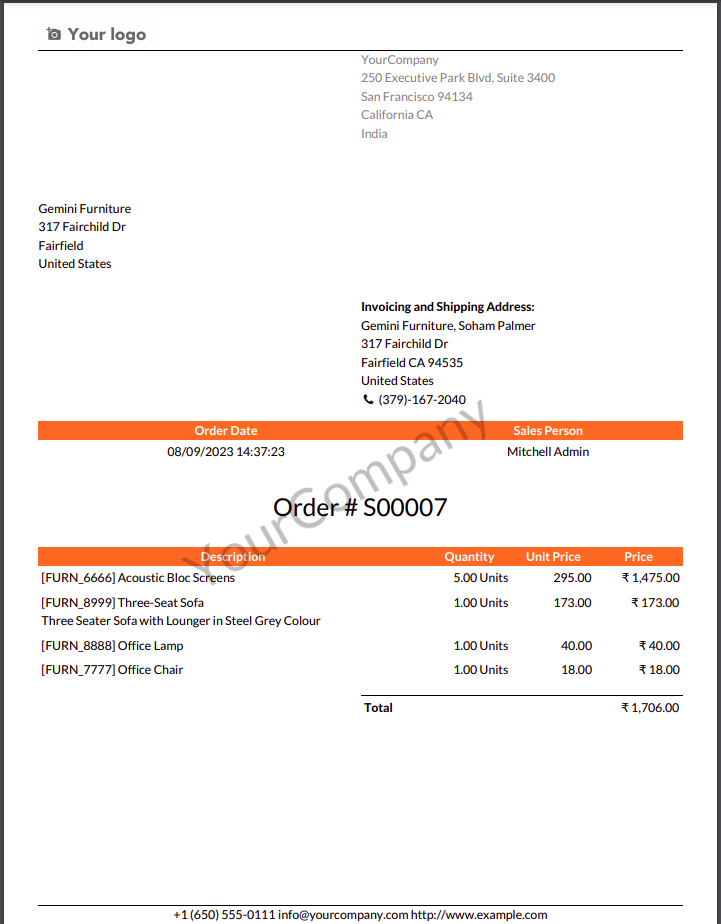 Your logo
YourCompany
250 Executive Park Blvd, Suite 3400
San Francisco 94134
California CA
India
Gemini Furniture
317 Fairchild Dr
Fairfield
United States
Invoicing and Shipping Address:
Gemini Furniture, Soham Palmer
317 Fairchild Dr
Fairfield CA 94535
United States
(379)-167-2040
Order Date Sales Person
08/09/2023 14:37:23 Mitchell Admin
YourCompany
Order # S00007
Description Quantity Unit Price Price
[FURN_6666] Acoustic Bloc Screens 5.00 Units 295.00 ₹ 1,475.00
[FURN_8999] Three-Seat Sofa 1.00 Units 173.00 ₹ 173.00
Three Seater Sofa with Lounger in Steel Grey Colour
[FURN_8888] Office Lamp 1.00 Units 40.00 ₹ 40.00
[FURN_7777] Office Chair 1.00 Units 18.00 ₹ 18.00
Total ₹ 1,706.00
+1 (650) 555-0111 info@yourcompany.com http://www.example.com